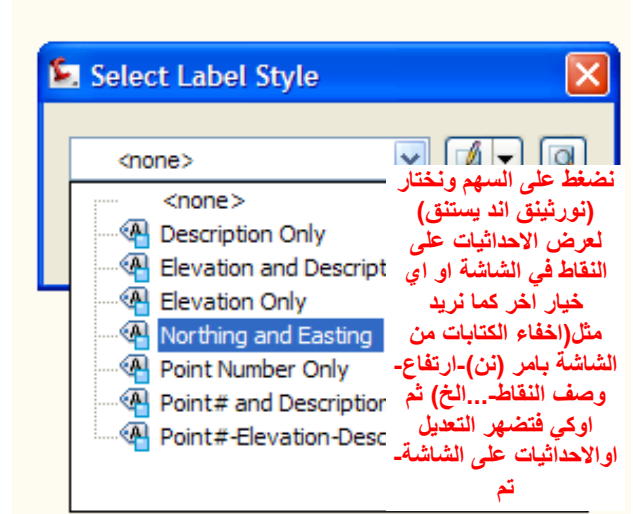 Select Label Style
<none>
<none>
Description Only
Elevation and Descript
Elevation Only
Northing and Easting
Point Number Only
Point# and Description
Point#-Elevation-Desc
نضغط على السهم ونختار
(نورثينق اند يستنق)
لعرض الاحداثيات على
النقاط في الشاشة او اي
خيار اخر كما نريد
مثل(اخفاء الكتابات من
الشاشة بامر (نن)-ارتفاع-
وصف النقاط-...الخ) ثم
اوكي فتضهر التعديل
اوالاحداثيات على الشاشة-
تم